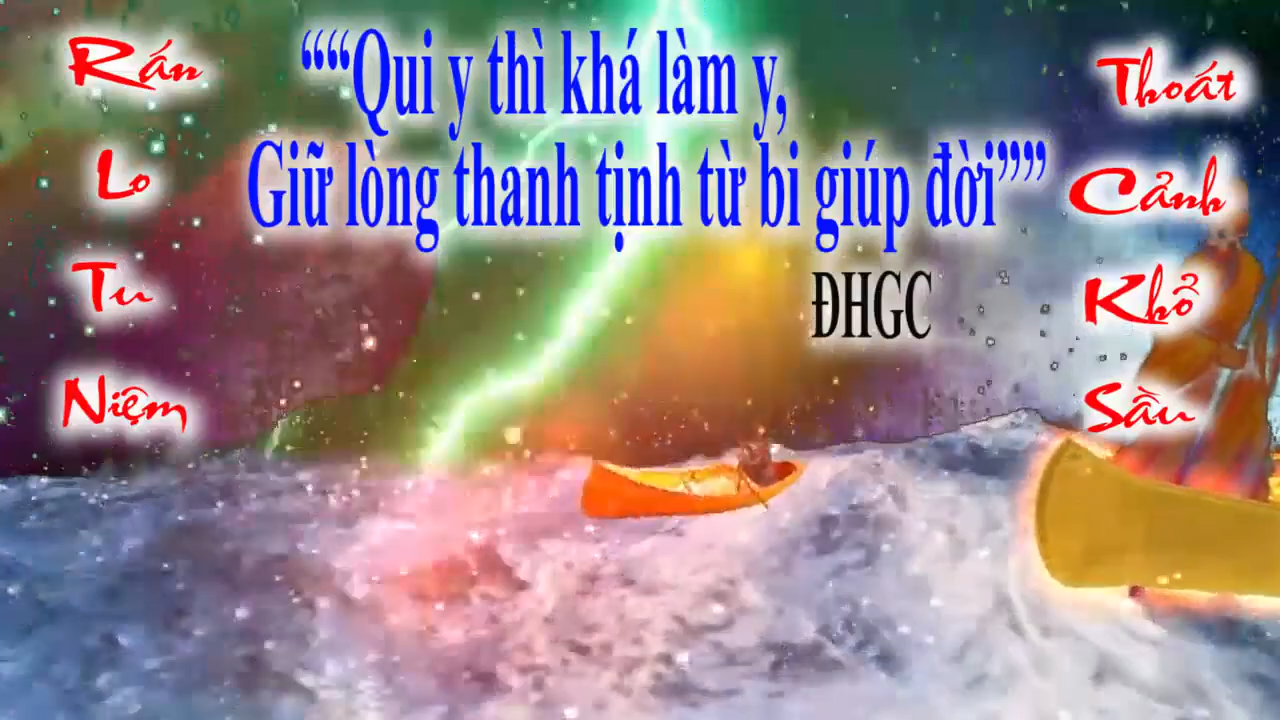 Rán
Lo
Tu
Niệm
““Qui y thì khá làm y,
Giữ lòng thanh tịnh từ bi giúp đời””
ĐHGC
Thoát
Cảnh
Khổ
Sầu